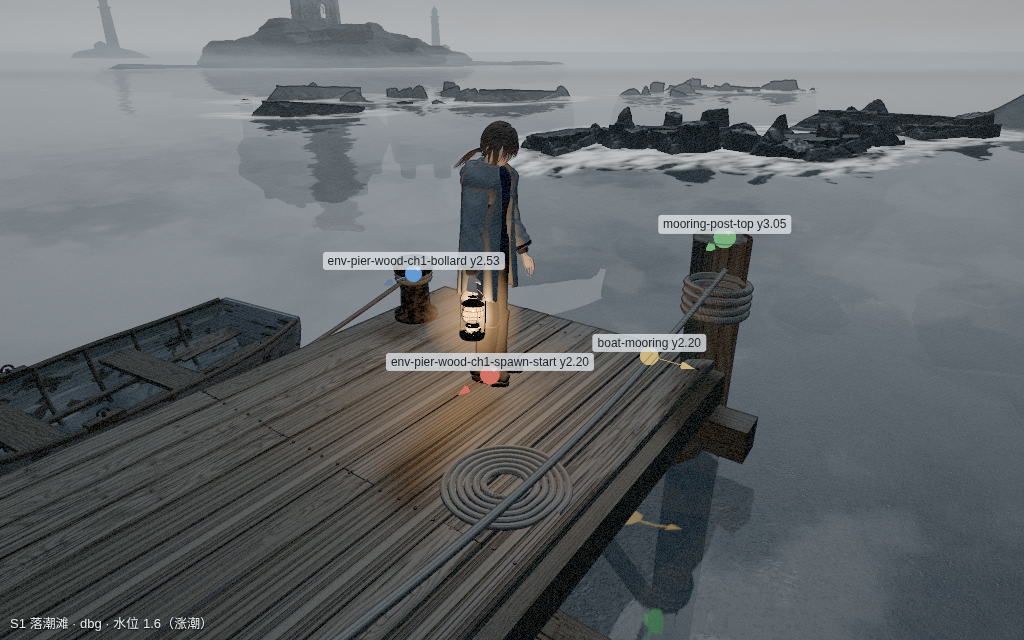 mooring-post-top y3.05
env-pier-wood-ch1-bollard y2.53
boat-mooring y2.20
env-pier-wood-ch1-spawn-start y2.20
S1 落潮滩 · dbg · 水位 1.6（涨潮）